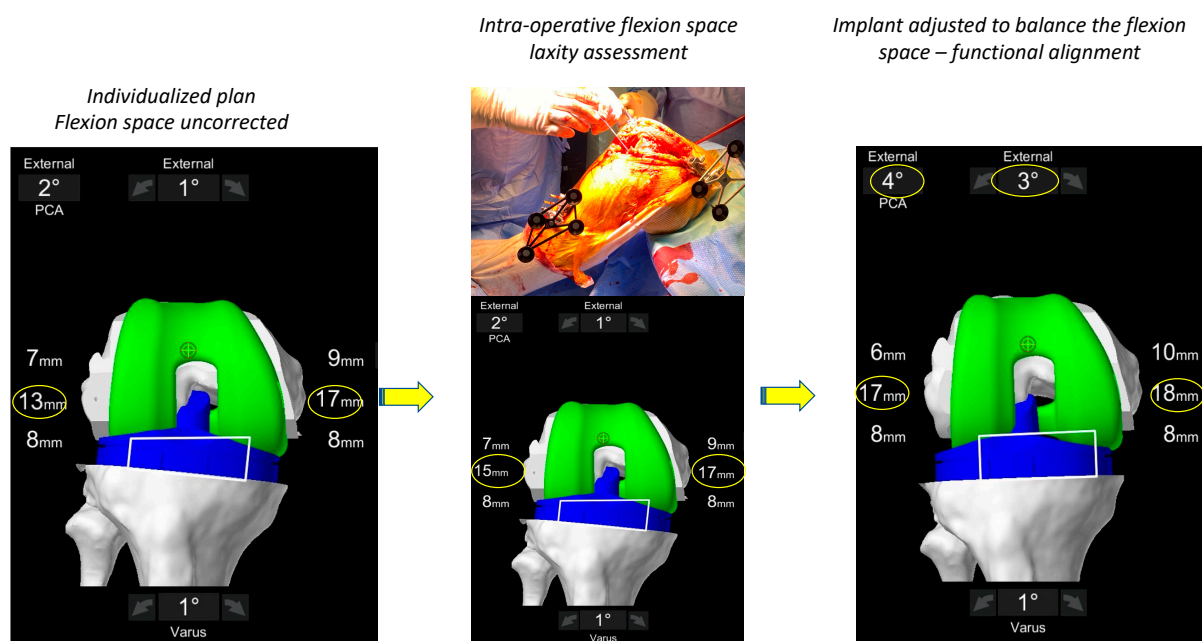 Individualized plan
Flexion space uncorrected
External External
2° 1°
PCA
7mm 9mm
13mm 17mm
8mm 8mm
1°
Varus
Intra-operative flexion space
laxity assessment
External External
2° 1°
PCA
7mm 9mm
15mm 17mm
8mm 8mm
1°
Varus
Implant adjusted to balance the flexion
space – functional alignment
External External
4° 3°
PCA
6mm 10mm
17mm 18mm
8mm 8mm
1°
Varus